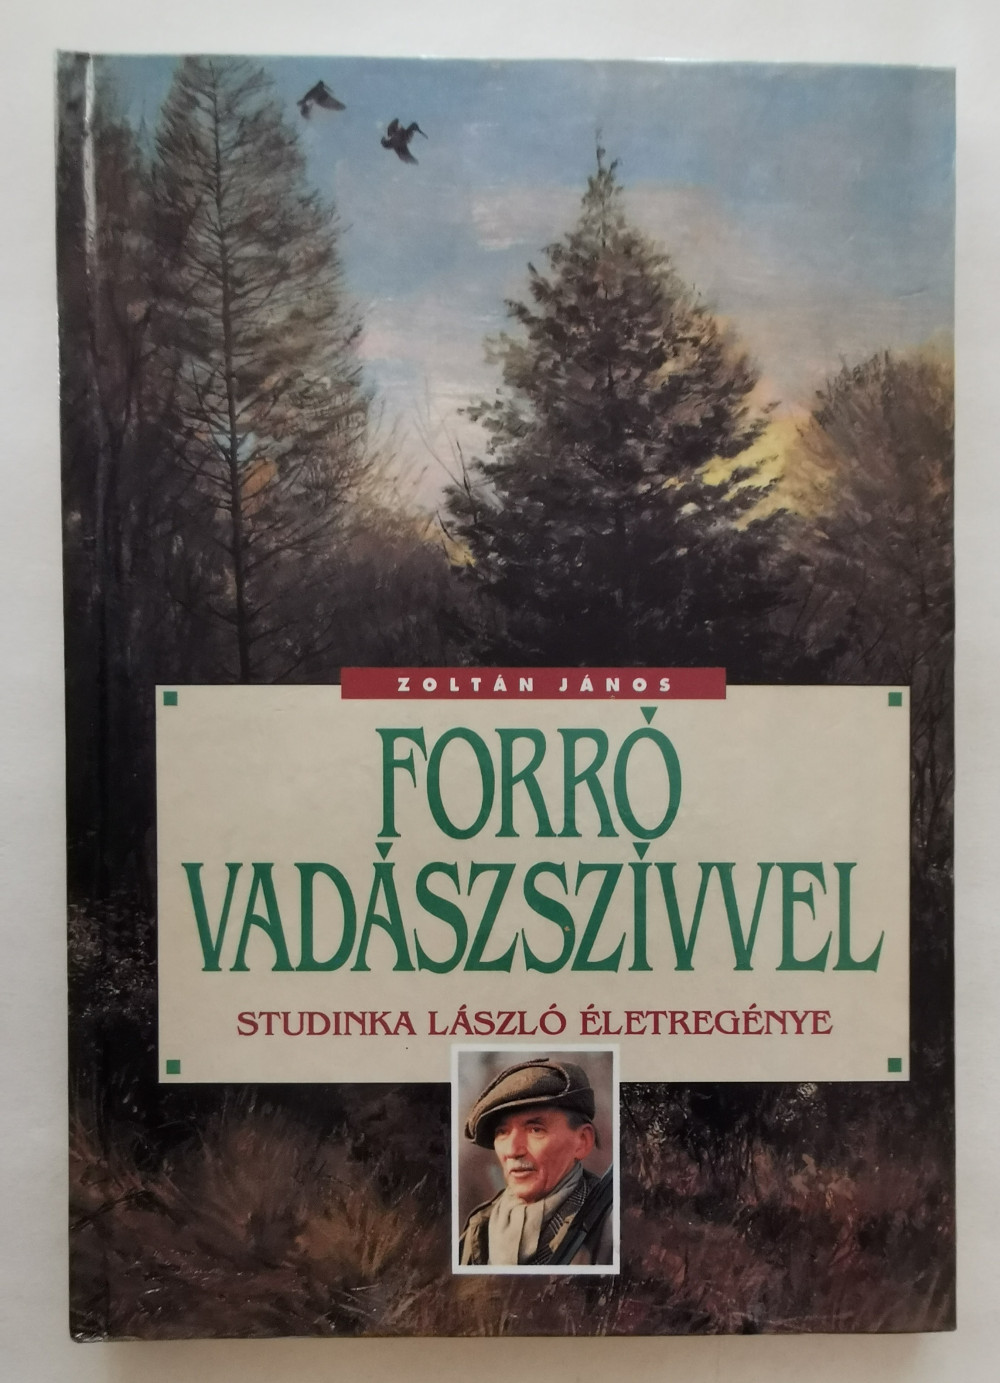 ZOLTÁN JÁNOS
FORRÓ
VADÁSZSZÍVVEL
STUDINKA LÁSZLÓ ÉLETREGÉNYE